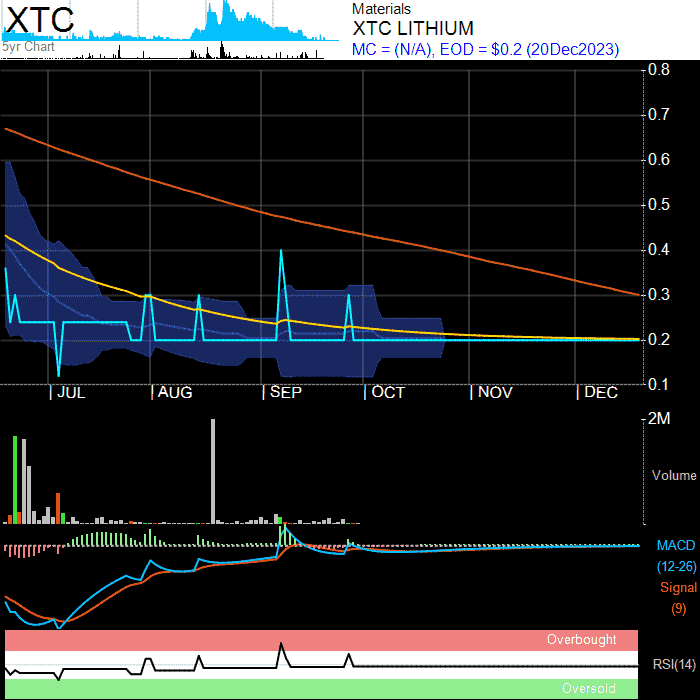 XTC
5yr Chart
Materials
XTC LITHIUM
MC = (N/A), EOD = $0.2 (20Dec2023)
0.8
0.7
0.6
0.5
0.4
0.3
0.2
0.1
| JUL | AUG | SEP | OCT | NOV | DEC
2M
Volume
MACD
(12-26)
Signal
(9)
Overbought
RSI(14)
Oversold